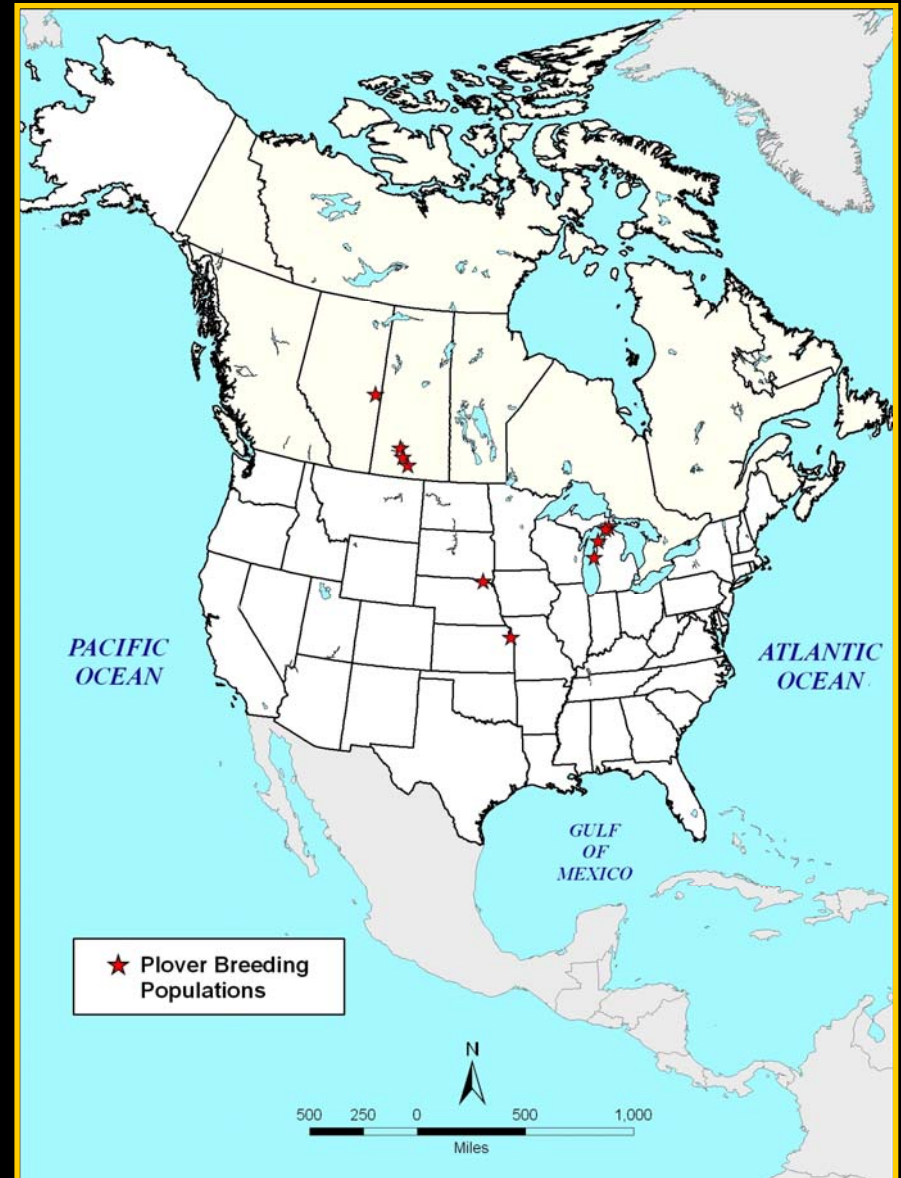 PACIFIC
OCEAN
ATLANTIC
OCEAN
GULF
OF
MEXICO
Plover Breeding
Populations
N
500 250 0 500 1,000
Miles